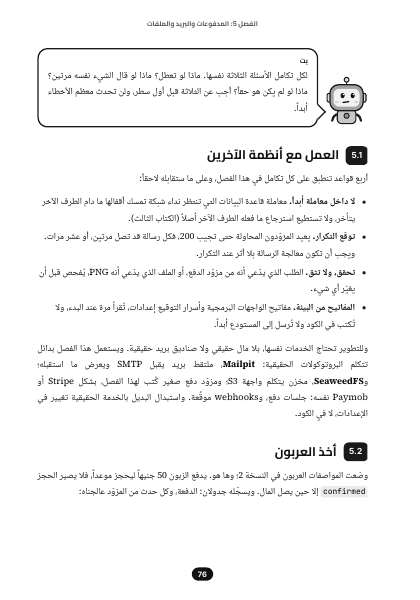 الفصل 5: المدفوعات والبريد والملفات
بِت
لكل تكامل الأسئلة الثلاثة نفسها. ماذا لو تعطل؟ ماذا لو قال الشيء نفسه مرتين؟
ماذا لو لم يكن هو حقاً؟ أجب عن الثلاثة قبل أول سطر، ولن تحدث معظم الأخطاء
أبداً.
5.1 العمل مع أنظمة الآخرين
أربع قواعد تنطبق على كل تكامل في هذا الفصل، وعلى ما ستقابله لاحقاً:
• لا داخل معاملة أبداً. معاملة قاعدة البيانات التي تنتظر نداء شبكة تمسك أقفالها ما دام الطرف الآخر
يتأخر، ولا تستطيع استرجاع ما فعله الطرف الآخر أصلاً (الكتاب الثالث).
• توقع التكرار. يعيد المزوّدون المحاولة حتى تجيب 200، فكل رسالة قد تصل مرتين، أو عشر مرات.
ويجب أن تكون معالجة الرسالة بلا أثر عند التكرار.
• تحقق، ولا تثق. الطلب الذي يدّعي أنه من مزوّد الدفع، أو الملف الذي يدّعي أنه PNG، يُفحص قبل أن
يغيّر أي شيء.
• المفاتيح من البيئة. مفاتيح الواجهات البرمجية وأسرار التوقيع إعدادات، تُقرأ مرة عند البدء، ولا
تُكتب في الكود ولا تُرسل إلى المستودع أبداً.
وللتطوير تحتاج الخدمات نفسها، بلا مال حقيقي ولا صناديق بريد حقيقية. ويستعمل هذا الفصل بدائل
تتكلم البروتوكولات الحقيقية: Mailpit، ملتقط بريد يقبل SMTP ويعرض ما استقبله؛
وSeaweedFS، مخزن يتكلم واجهة S3؛ ومزوّد دفع صغير كُتب لهذا الفصل، بشكل Stripe أو
Paymob نفسه: جلسات دفع، وwebhooks موقّعة. واستبدال البديل بالخدمة الحقيقية تغيير في
الإعدادات، لا في الكود.
5.2 أخذ العربون
وضعت المواصفات العربون في النسخة 2؛ وها هو. يدفع الزبون 50 جنيهاً ليحجز موعداً، فلا يصير الحجز
confirmed إلا حين يصل المال. ويسجّله جدولان: الدفعة، وكل حدث من المزوّد عالجناه:
76